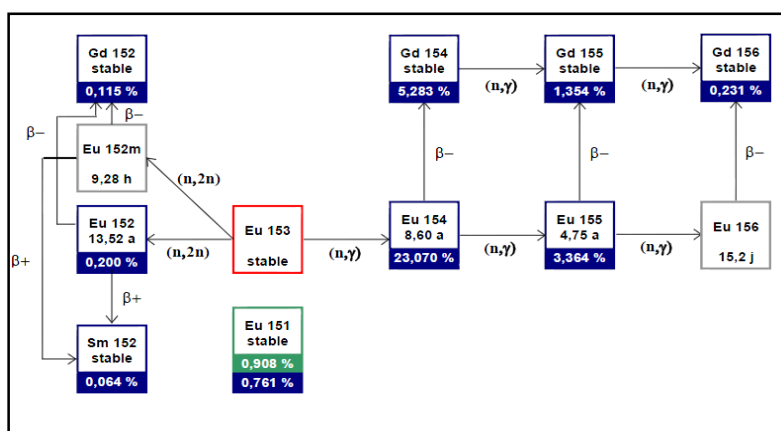 Gd 152
stable
0,115 %
Gd 154
stable
5,283 %
(n,γ)
Gd 155
stable
1,354 %
(n,γ)
Gd 156
stable
0,231 %
β−
β−
Eu 152m
9,28 h
(n,2n)
β−
β−
β−
Eu 152
13,52 a
0,200 %
(n,2n)
Eu 153
stable
(n,γ)
Eu 154
8,60 a
23,070 %
(n,γ)
Eu 155
4,75 a
3,364 %
(n,γ)
Eu 156
15,2 j
β+
β+
Sm 152
stable
0,064 %
Eu 151
stable
0,908 %
0,761 %